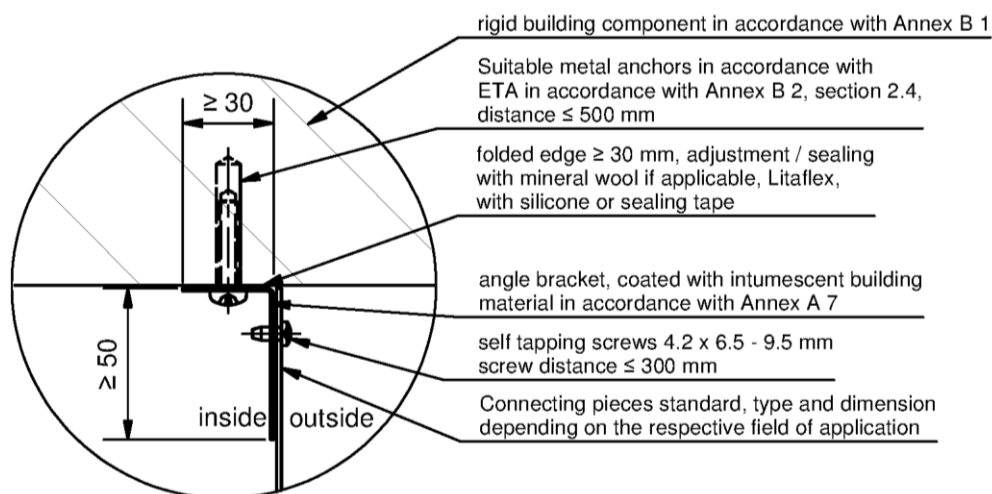 rigid building component in accordance with Annex B 1
Suitable metal anchors in accordance with
ETA in accordance with Annex B 2, section 2.4,
distance ≤ 500 mm
≥ 30
folded edge ≥ 30 mm, adjustment / sealing
with mineral wool if applicable, Litaflex,
with silicone or sealing tape
angle bracket, coated with intumescent building
material in accordance with Annex A 7
self tapping screws 4.2 x 6.5 - 9.5 mm
screw distance ≤ 300 mm
≥ 50
inside outside
Connecting pieces standard, type and dimension
depending on the respective field of application